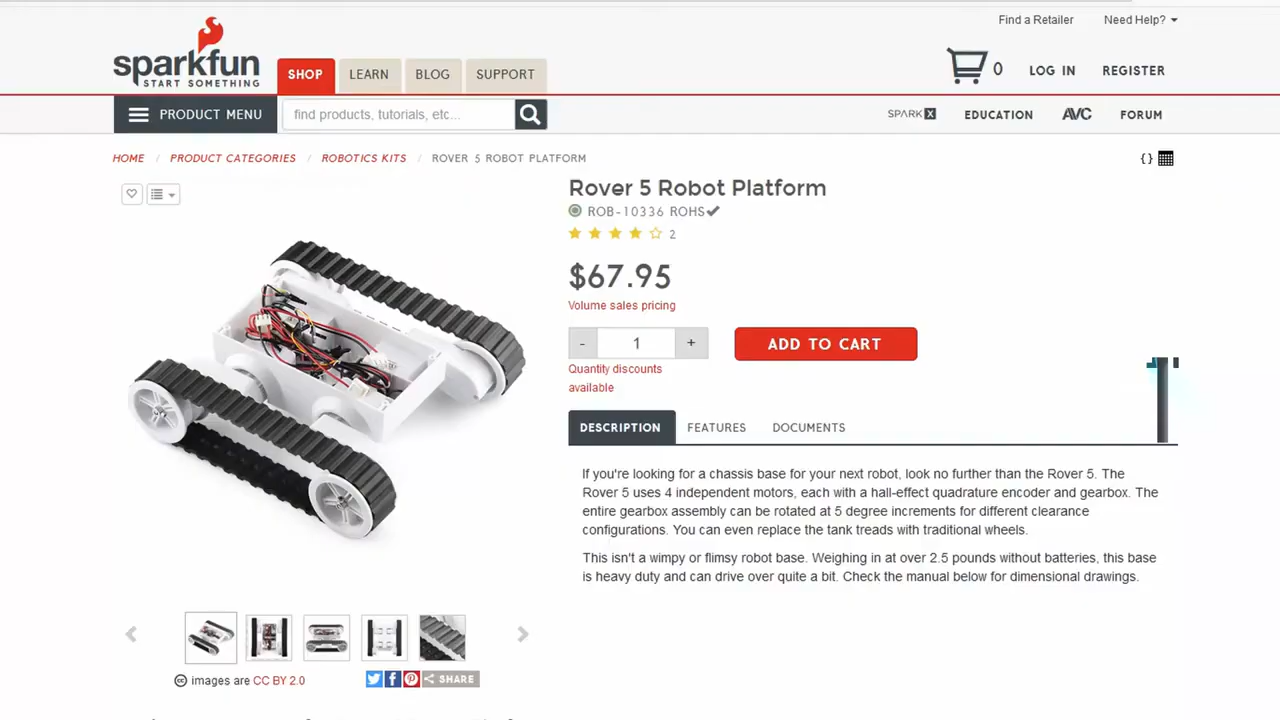 Find a Retailer
Need Help?
sparkfun
START SOMETHING
SHOP
LEARN
BLOG
SUPPORT
0
LOG IN
REGISTER
PRODUCT MENU
find products, tutorials, etc...
SPARK X
EDUCATION
AVC
FORUM
HOME / PRODUCT CATEGORIES / ROBOTICS KITS / ROVER 5 ROBOT PLATFORM
{}
Rover 5 Robot Platform
ROB-10336 ROHS✔
2
$67.95
Volume sales pricing
- 1 +
ADD TO CART
Quantity discounts
available
DESCRIPTION
FEATURES
DOCUMENTS
If you're looking for a chassis base for your next robot, look no further than the Rover 5. The
Rover 5 uses 4 independent motors, each with a hall-effect quadrature encoder and gearbox. The
entire gearbox assembly can be rotated at 5 degree increments for different clearance
configurations. You can even replace the tank treads with traditional wheels.
This isn't a wimpy or flimsy robot base. Weighing in at over 2.5 pounds without batteries, this base
is heavy duty and can drive over quite a bit. Check the manual below for dimensional drawings.
images are CC BY 2.0
SHARE